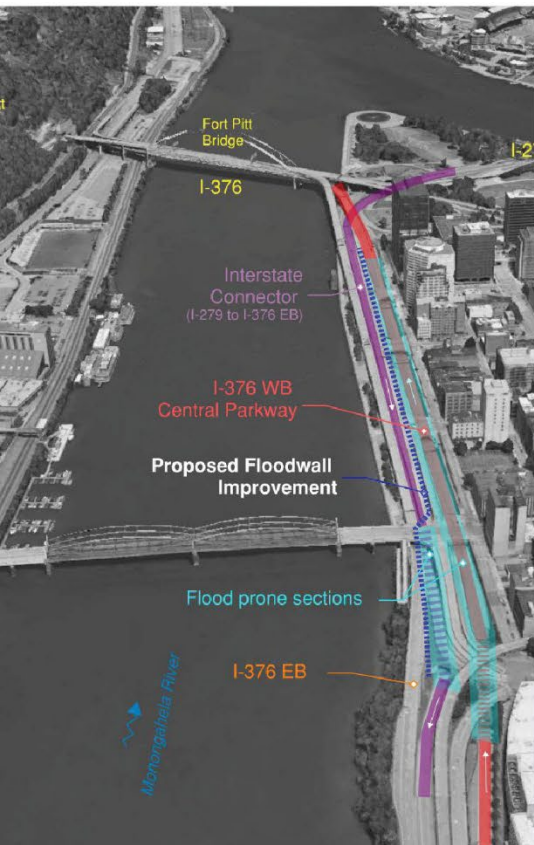 Fort Pitt
Bridge
I-376
Interstate
Connector
(I-279 to I-376 EB)
I-376 WB
Central Parkway
Proposed Floodwall
Improvement
Flood prone sections
I-376 EB
Monongahela River